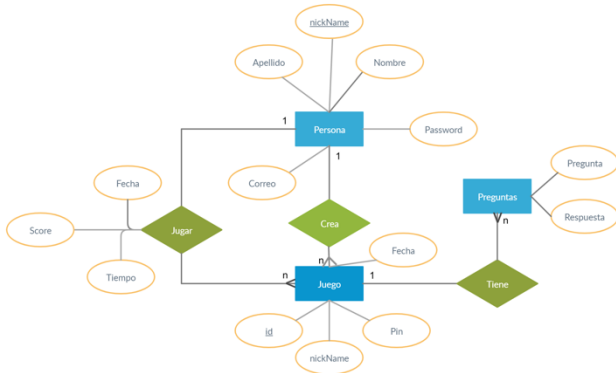 nickName
Apellido
Nombre
1
Persona
Password
Fecha
Correo
1
Pregunta
Preguntas
n
Respuesta
Score
Jugar
Crea
Fecha
Tiempo
n
n
Juego
1
Tiene
id
Pin
nickName